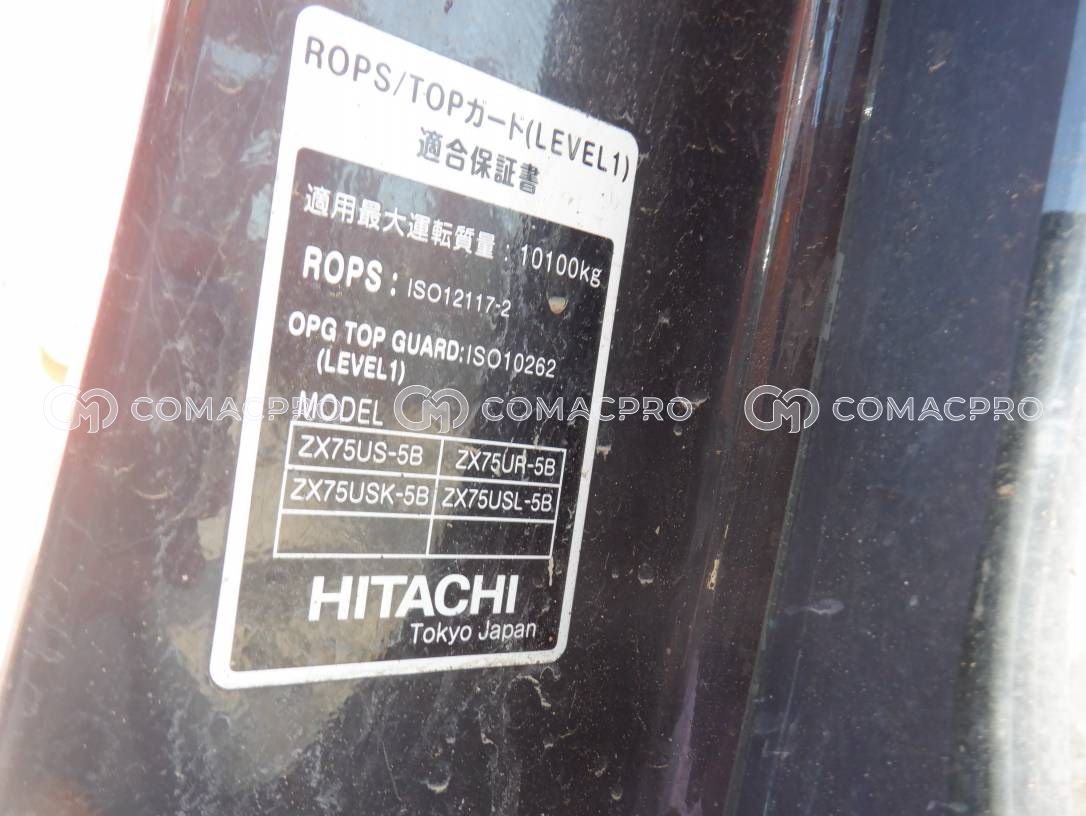 ROPS/TOPガード(LEVEL1)
適合保証書
適用最大運転質量 : 10100kg
ROPS : ISO12117-2
OPG TOP GUARD:ISO10262
(LEVEL1)
MODEL
COMACPRO COMACPRO COMACPRO
ZX75US-5B ZX75UR-5B
ZX75USK-5B ZX75USL-5B
HITACHI
Tokyo Japan